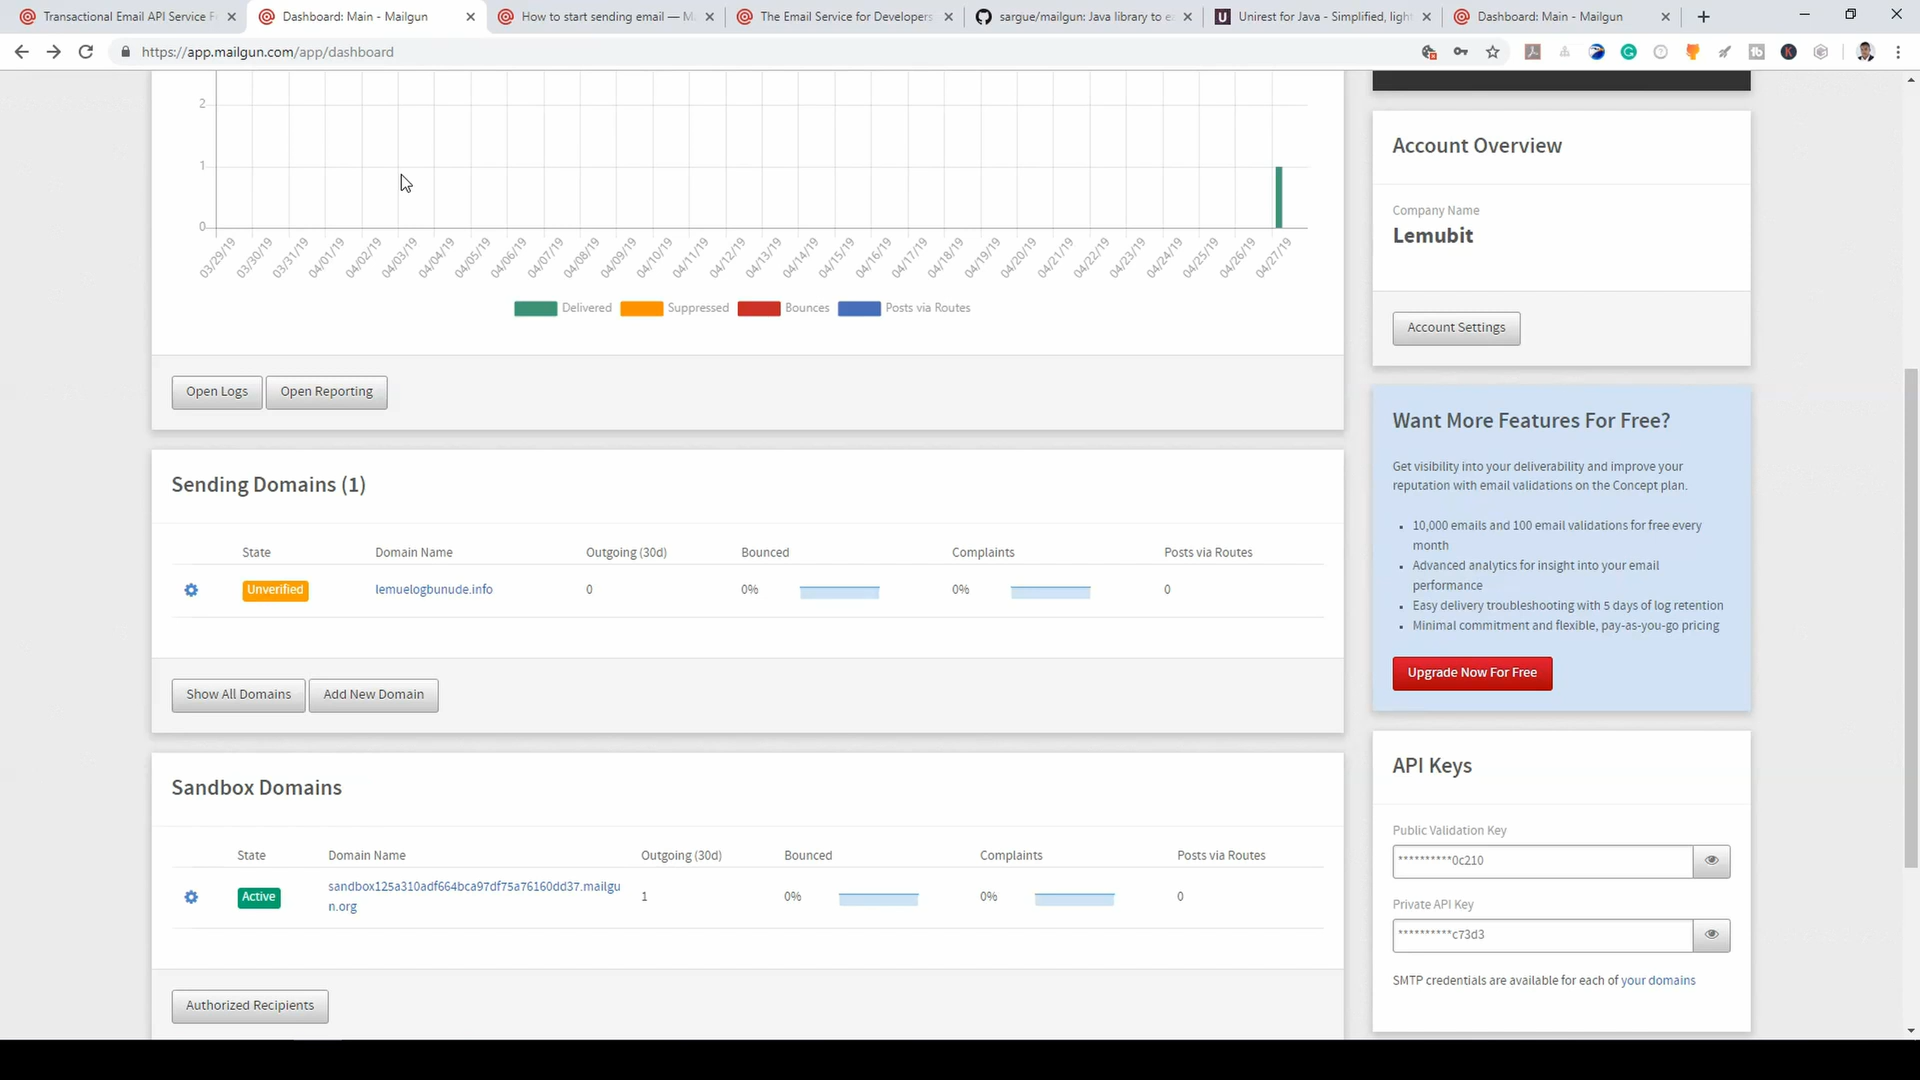 Transactional Email API Service F
Dashboard: Main - Mailgun
How to start sending email — M
The Email Service for Developers
sargue/mailgun: Java library to e
Unirest for Java - Simplified, light
Dashboard: Main - Mailgun
https://app.mailgun.com/app/dashboard
2
1
0
03/29/19
03/30/19
03/31/19
04/01/19
04/02/19
04/03/19
04/04/19
04/05/19
04/06/19
04/07/19
04/08/19
04/09/19
04/10/19
04/11/19
04/12/19
04/13/19
04/14/19
04/15/19
04/16/19
04/17/19
04/18/19
04/19/19
04/20/19
04/21/19
04/22/19
04/23/19
04/24/19
04/25/19
04/26/19
04/27/19
Delivered Suppressed Bounces Posts via Routes
Open Logs Open Reporting
Sending Domains (1)
State Domain Name Outgoing (30d) Bounced Complaints Posts via Routes
Unverified lemuelogbunude.info 0 0% 0% 0
Show All Domains Add New Domain
Sandbox Domains
State Domain Name Outgoing (30d) Bounced Complaints Posts via Routes
Active sandbox125a310adf664bca97df75a76160dd37.mailgu 1 0% 0% 0
n.org
Authorized Recipients
Account Overview
Company Name
Lemubit
Account Settings
Want More Features For Free?
Get visibility into your deliverability and improve your
reputation with email validations on the Concept plan.
10,000 emails and 100 email validations for free every
month
Advanced analytics for insight into your email
performance
Easy delivery troubleshooting with 5 days of log retention
Minimal commitment and flexible, pay-as-you-go pricing
Upgrade Now For Free
API Keys
Public Validation Key
**********0c210
Private API Key
**********c73d3
SMTP credentials are available for each of your domains